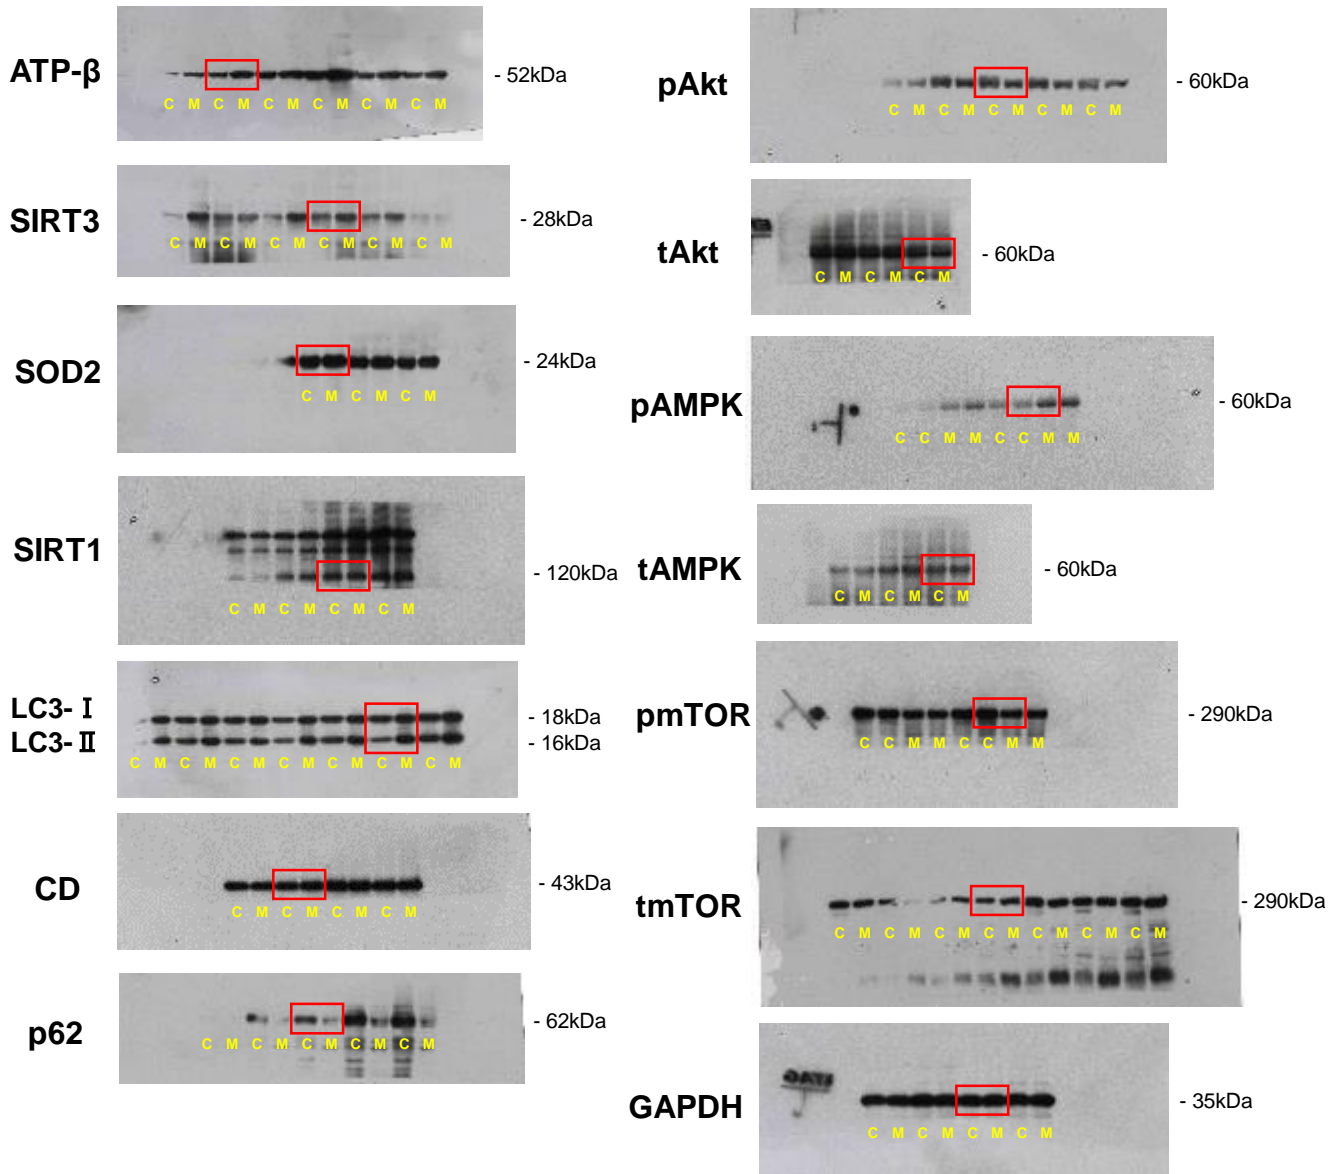 ATP-β
- 52kDa
C M C M C M C M C M C M
SIRT3
- 28kDa
C M C M C M C M C M C M
SOD2
- 24kDa
C M C M C M
SIRT1
- 120kDa
C M C M C M C M
LC3-Ⅰ
- 18kDa
LC3-Ⅱ
- 16kDa
C M C M C M C M C M C M C M
CD
- 43kDa
C M C M C M C M
p62
- 62kDa
C M C M C M C M C M
pAkt
- 60kDa
C M C M C M C M C M
tAkt
- 60kDa
C M C M C M
pAMPK
- 60kDa
C C M M C C M M
tAMPK
- 60kDa
C M C M C M
pmTOR
- 290kDa
C C M M C C M M
tmTOR
- 290kDa
C M C M C M C M C M C M C M
GAPDH
- 35kDa
C M C M C M C M